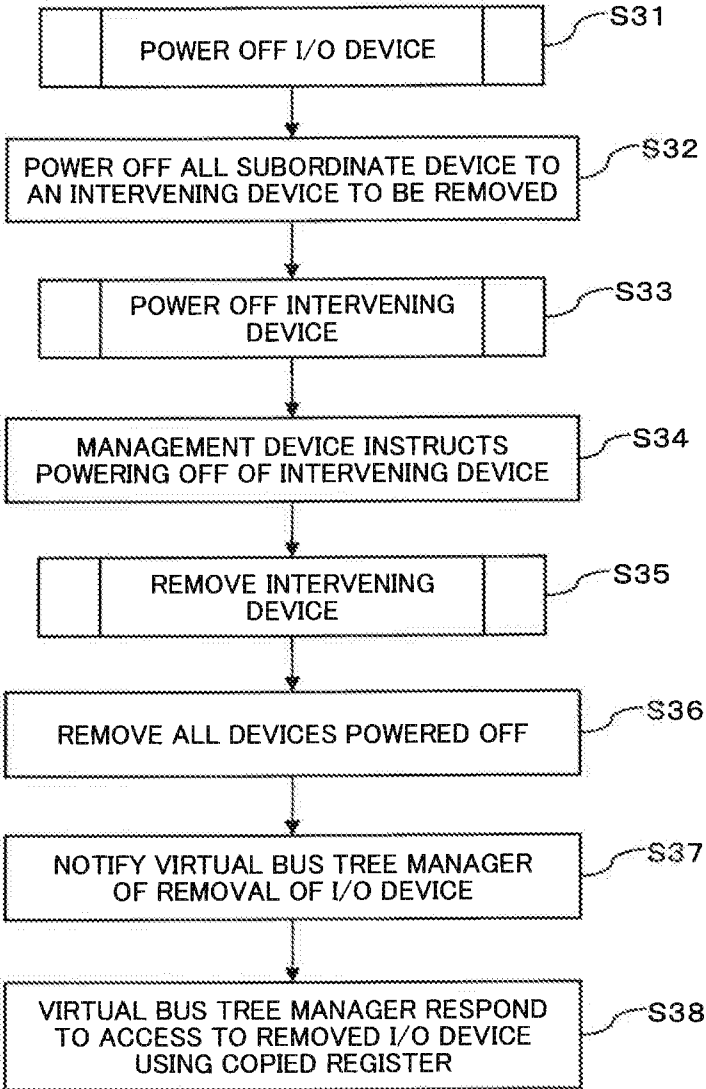 S31
POWER OFF I/O DEVICE
S32
POWER OFF ALL SUBORDINATE DEVICE TO
AN INTERVENING DEVICE TO BE REMOVED
S33
POWER OFF INTERVENING
DEVICE
S34
MANAGEMENT DEVICE INSTRUCTS
POWERING OFF OF INTERVENING DEVICE
S35
REMOVE INTERVENING
DEVICE
S36
REMOVE ALL DEVICES POWERED OFF
S37
NOTIFY VIRTUAL BUS TREE MANAGER
OF REMOVAL OF I/O DEVICE
S38
VIRTUAL BUS TREE MANAGER RESPOND
TO ACCESS TO REMOVED I/O DEVICE
USING COPIED REGISTER